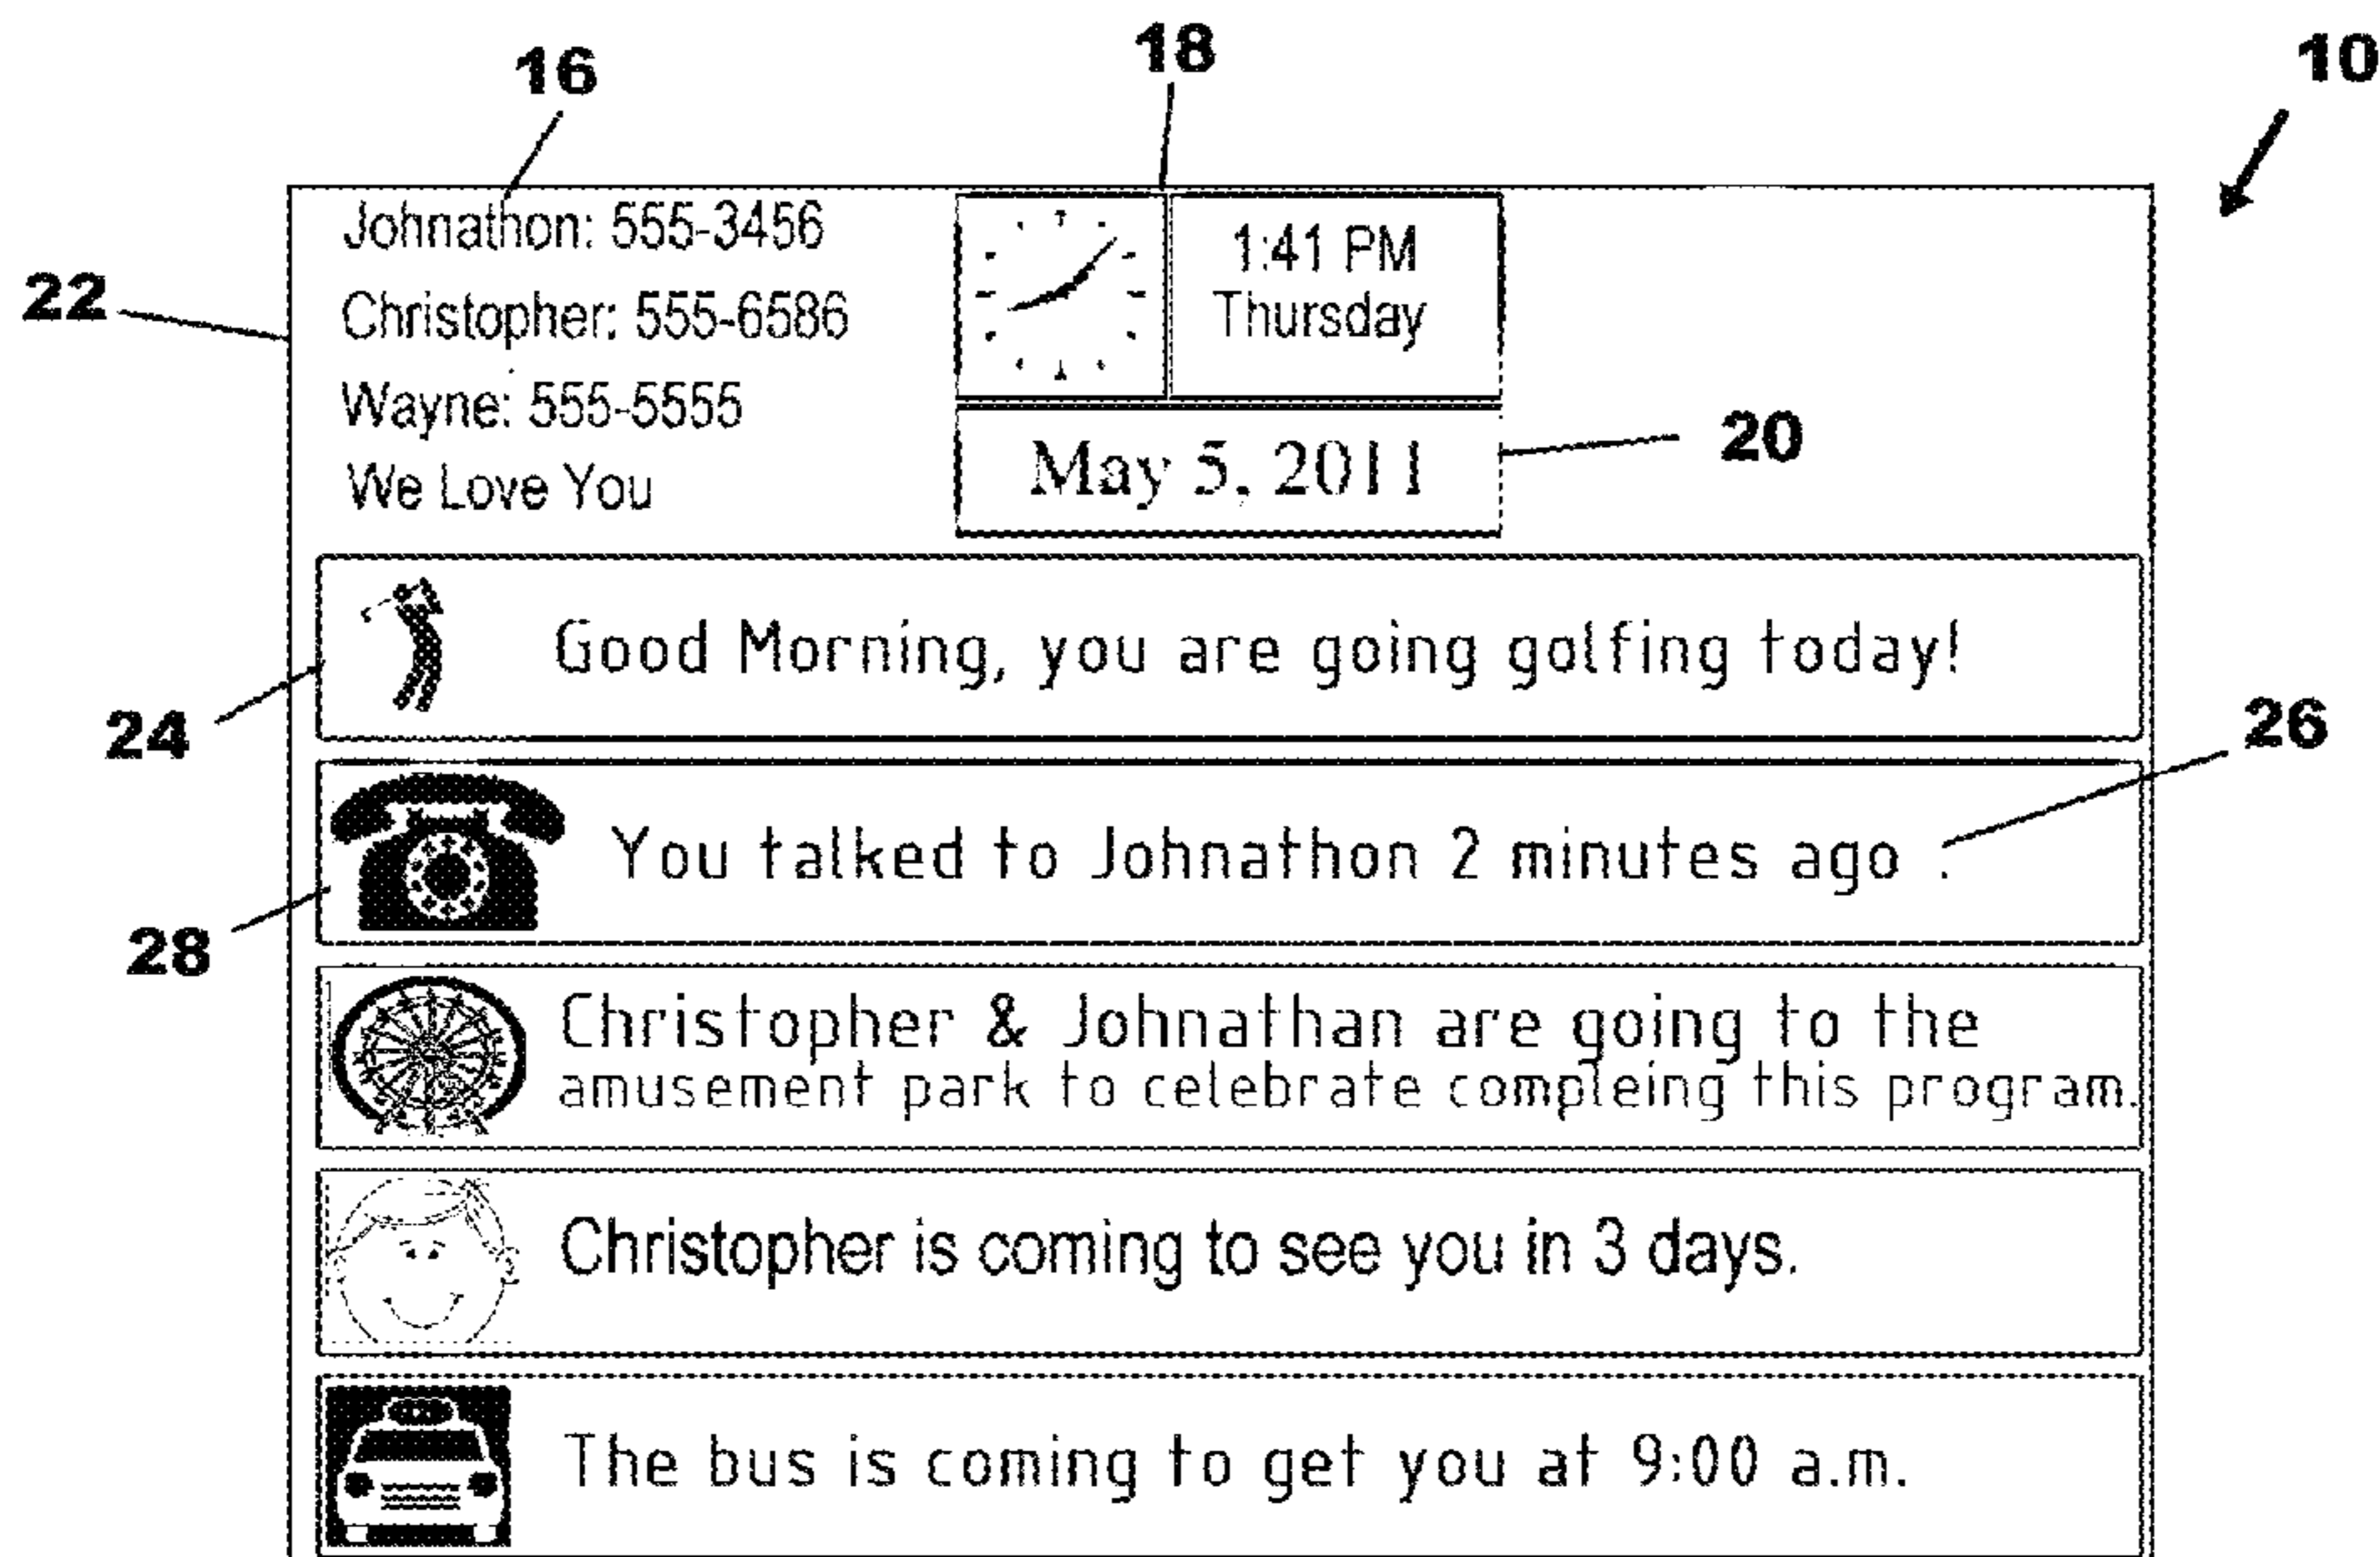 16
18
10
22
Johnathon: 555-3456
Christopher: 555-6586
Wayne: 555-5555
We Love You
1:41 PM
Thursday
May 5, 2011
20
24
Good Morning, you are going golfing today!
26
28
You talked to Johnathon 2 minutes ago .
Christopher & Johnathan are going to the
amusement park to celebrate compleing this program.
Christopher is coming to see you in 3 days.
The bus is coming to get you at 9:00 a.m.